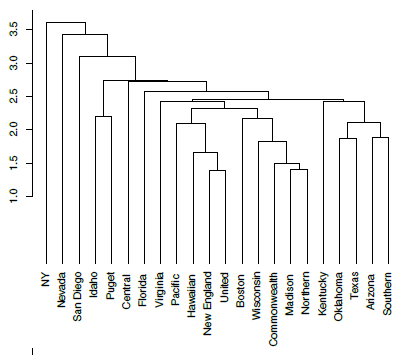 3.5
3.0
2.5
2.0
1.5
1.0
NY
Nevada
San Diego
Idaho
Puget
Central
Florida
Virginia
Pacific
Hawaiian
New England
United
Boston
Wisconsin
Commonwealth
Madison
Northern
Kentucky
Oklahoma
Texas
Arizona
Southern